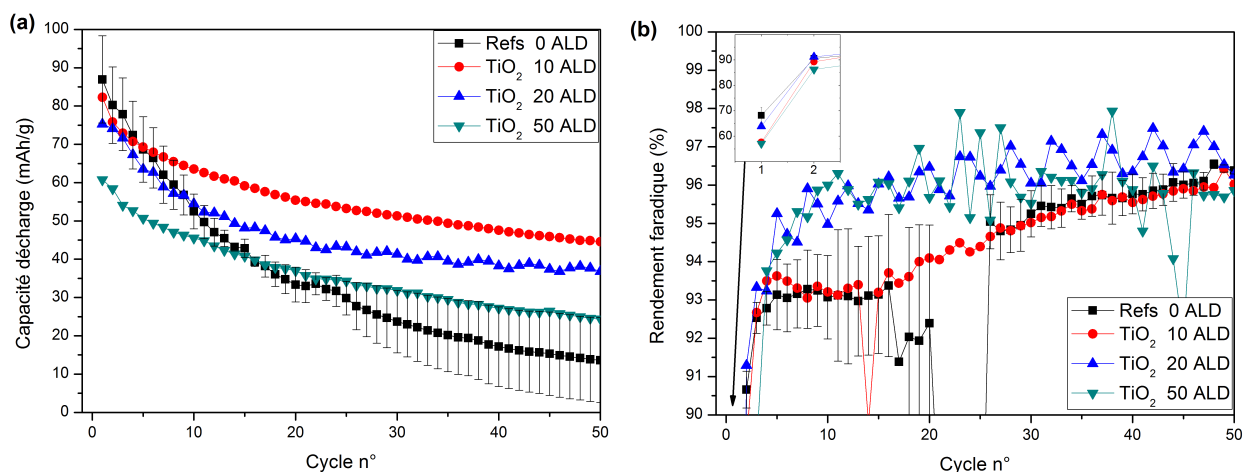 (a)
Capacité décharge (mAh/g)
100
90
80
70
60
50
40
30
20
10
0
0 10 20 30 40 50
Cycle n°
Refs 0 ALD
TiO₂ 10 ALD
TiO₂ 20 ALD
TiO₂ 50 ALD
(b)
Rendement faradique (%)
99
98
97
96
95
94
93
92
91
90
0 10 20 30 40 50
Cycle n°
90
80
70
60
1 2
Refs 0 ALD
TiO₂ 10 ALD
TiO₂ 20 ALD
TiO₂ 50 ALD